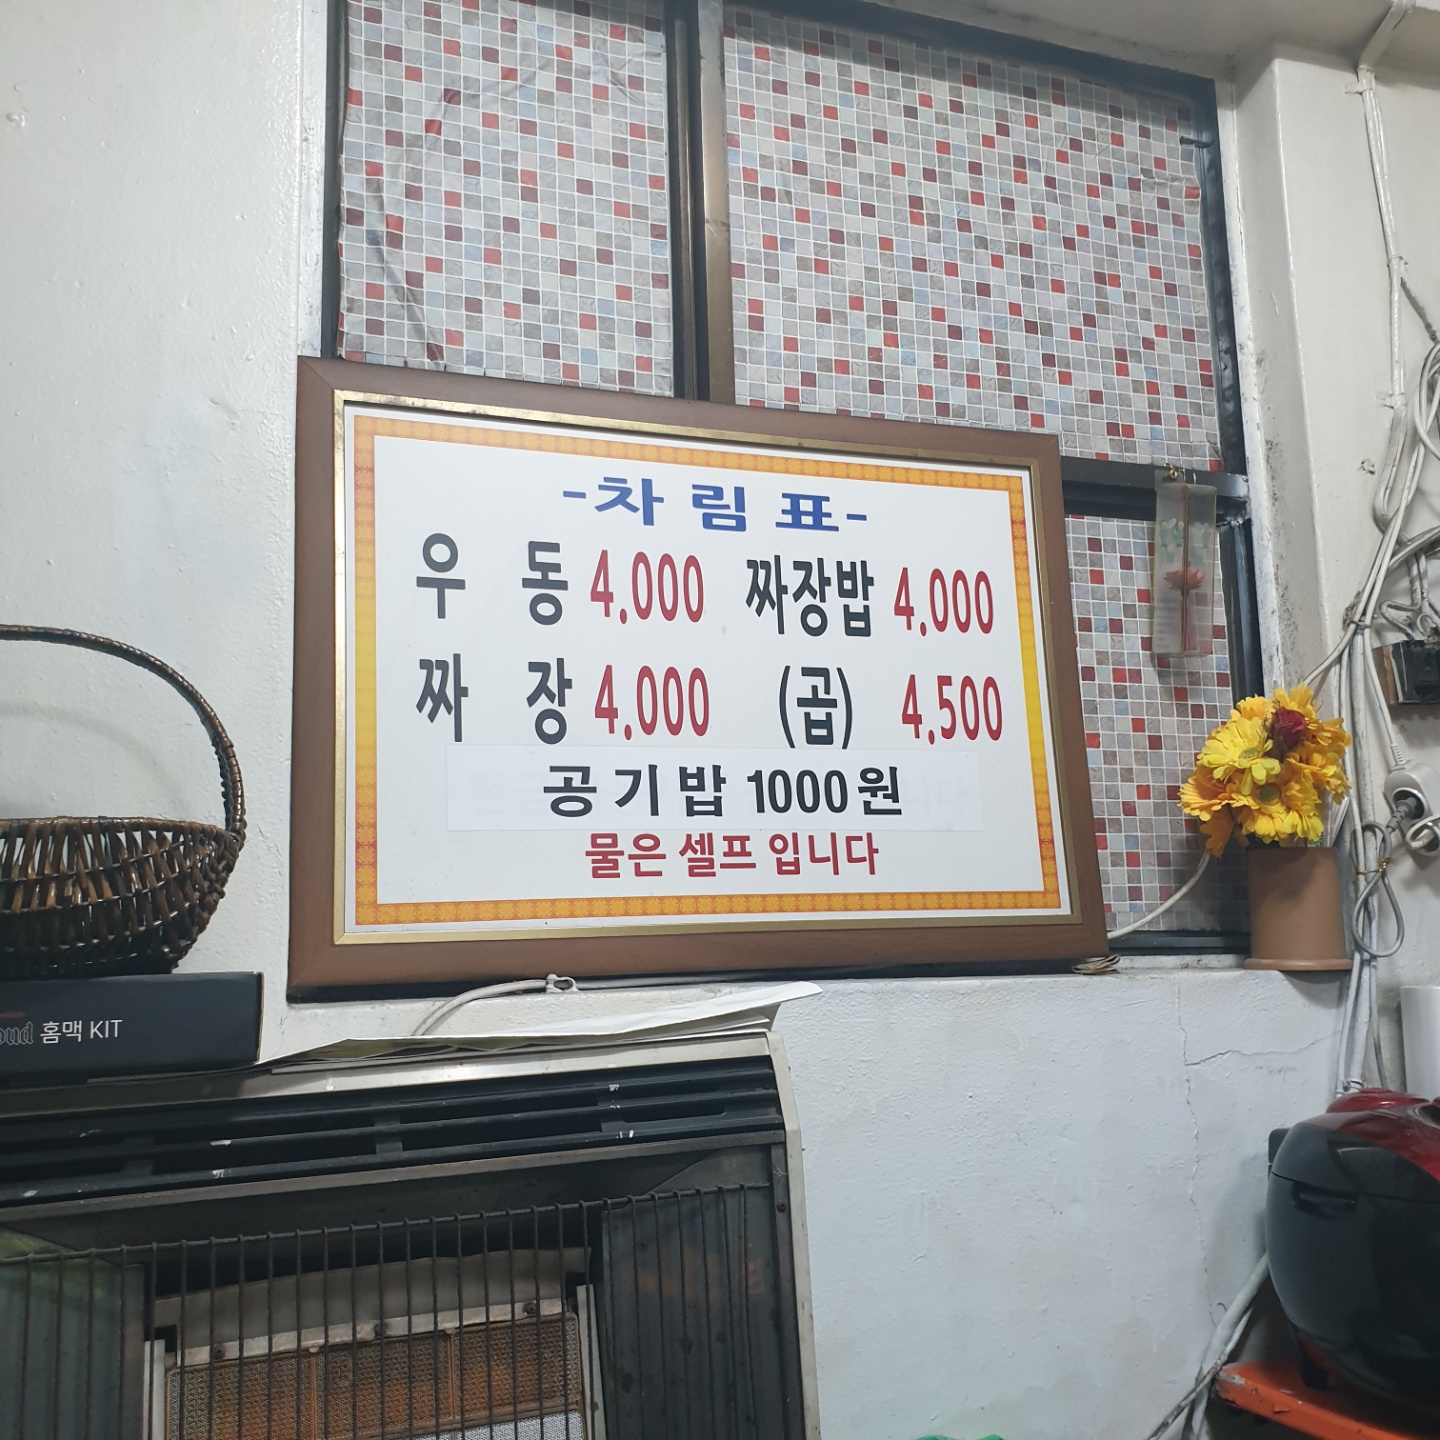 -차림표-
우동 4,000 짜장밥 4,000
짜장 4,000 (곱) 4,500
공기밥 1000원
물은 셀프 입니다
홈맥 KIT